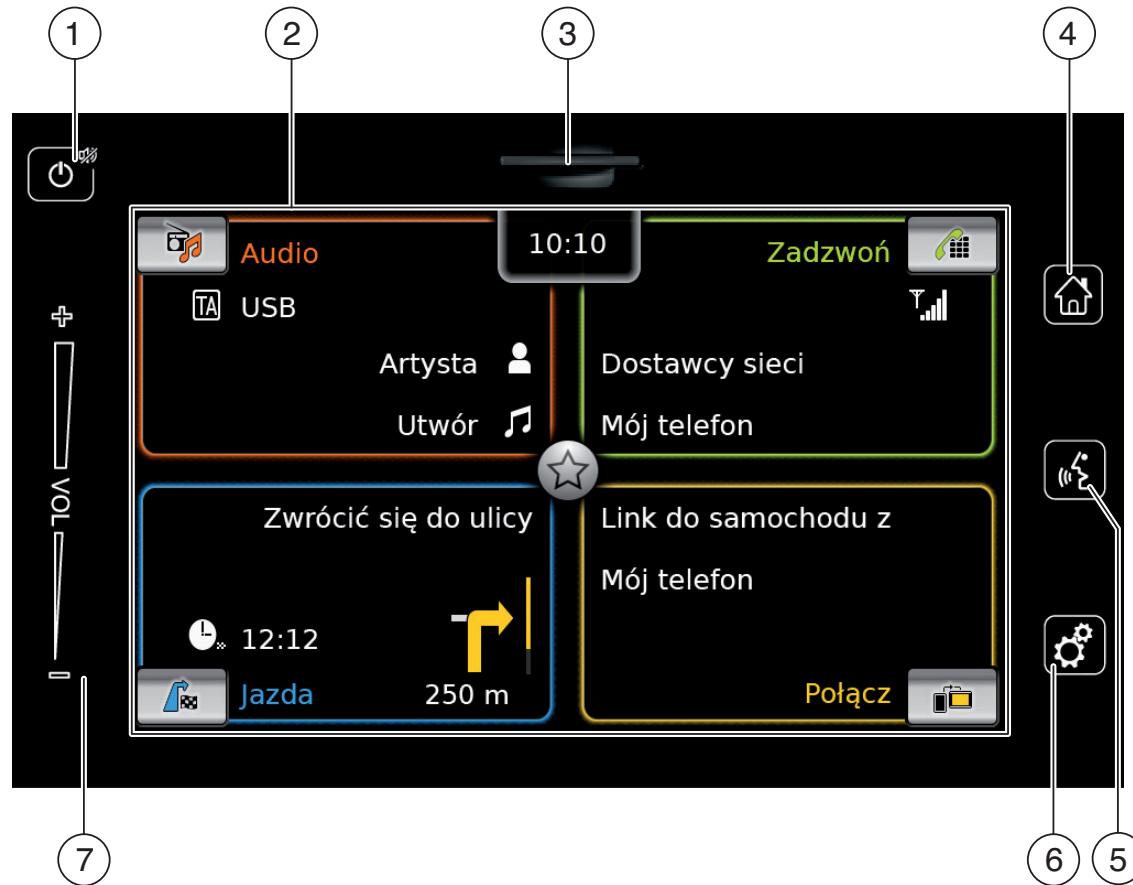 1
2
3
4
10:10
Audio
Zadzwoń
TA USB
Artysta
Dostawcy sieci
Utwór
Mój telefon
VOL
Zwrócić się do ulicy
Link do samochodu z
Mój telefon
12:12
Jazda
250 m
Połącz
7
6
5